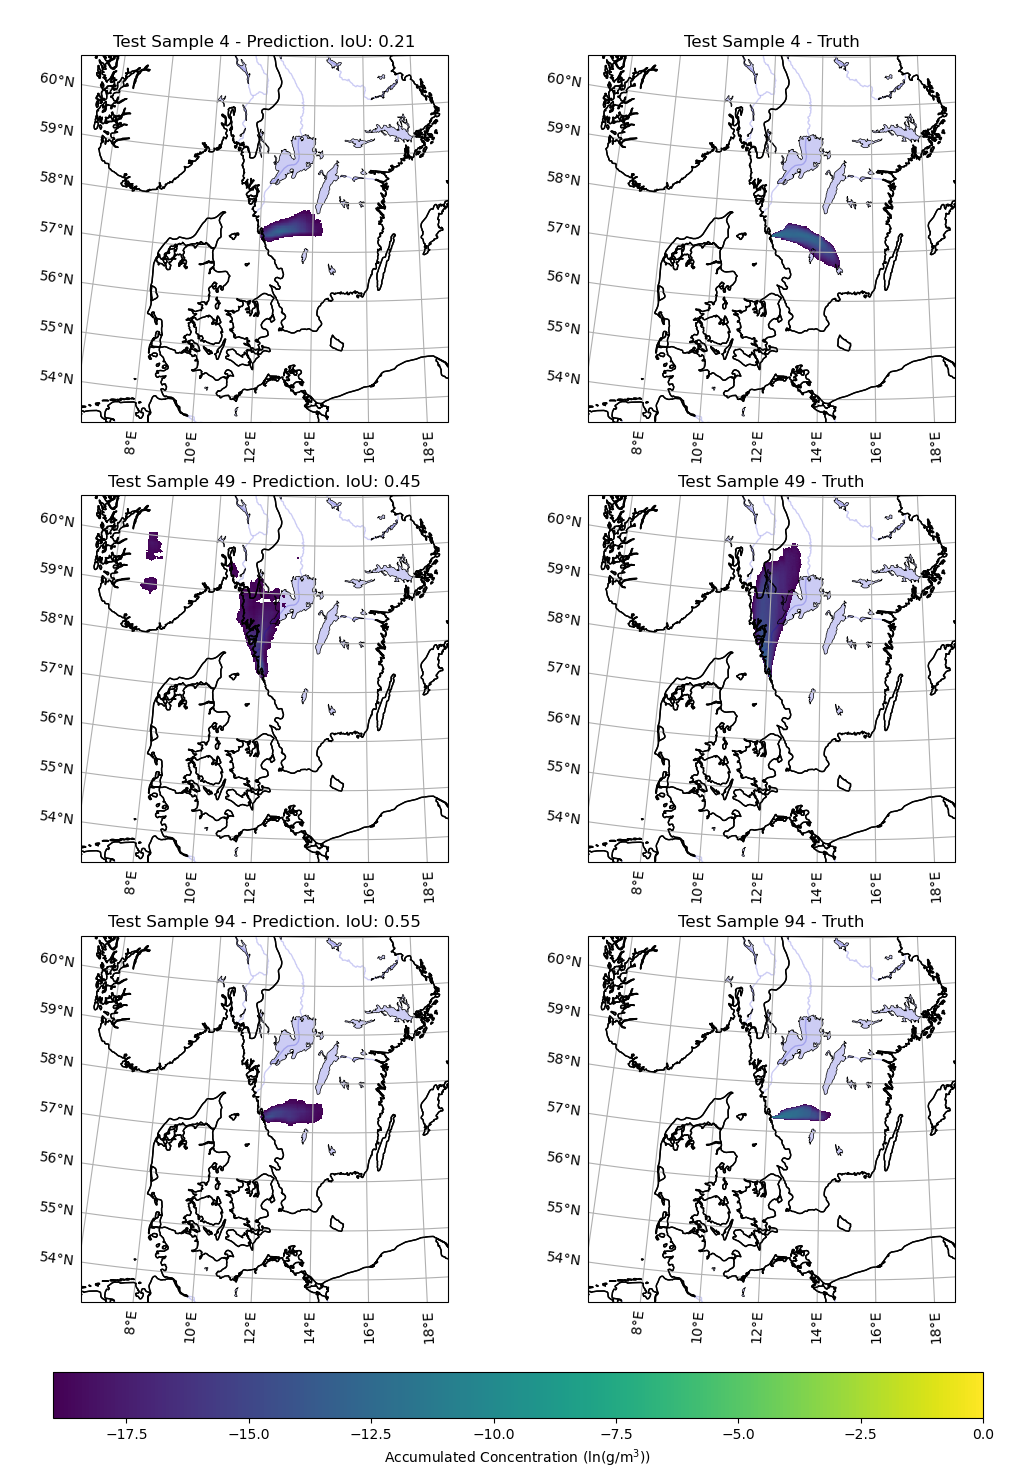 Test Sample 4 - Prediction. IoU: 0.21
Test Sample 4 - Truth
60°N
59°N
58°N
57°N
56°N
55°N
54°N
8°E
10°E
12°E
14°E
16°E
18°E
60°N
59°N
58°N
57°N
56°N
55°N
54°N
8°E
10°E
12°E
14°E
16°E
18°E
Test Sample 49 - Prediction. IoU: 0.45
Test Sample 49 - Truth
60°N
59°N
58°N
57°N
56°N
55°N
54°N
8°E
10°E
12°E
14°E
16°E
18°E
60°N
59°N
58°N
57°N
56°N
55°N
54°N
8°E
10°E
12°E
14°E
16°E
18°E
Test Sample 94 - Prediction. IoU: 0.55
Test Sample 94 - Truth
60°N
59°N
58°N
57°N
56°N
55°N
54°N
8°E
10°E
12°E
14°E
16°E
18°E
60°N
59°N
58°N
57°N
56°N
55°N
54°N
8°E
10°E
12°E
14°E
16°E
18°E
−17.5 −15.0 −12.5 −10.0 −7.5 −5.0 −2.5 0.0
Accumulated Concentration (ln(g/m³))